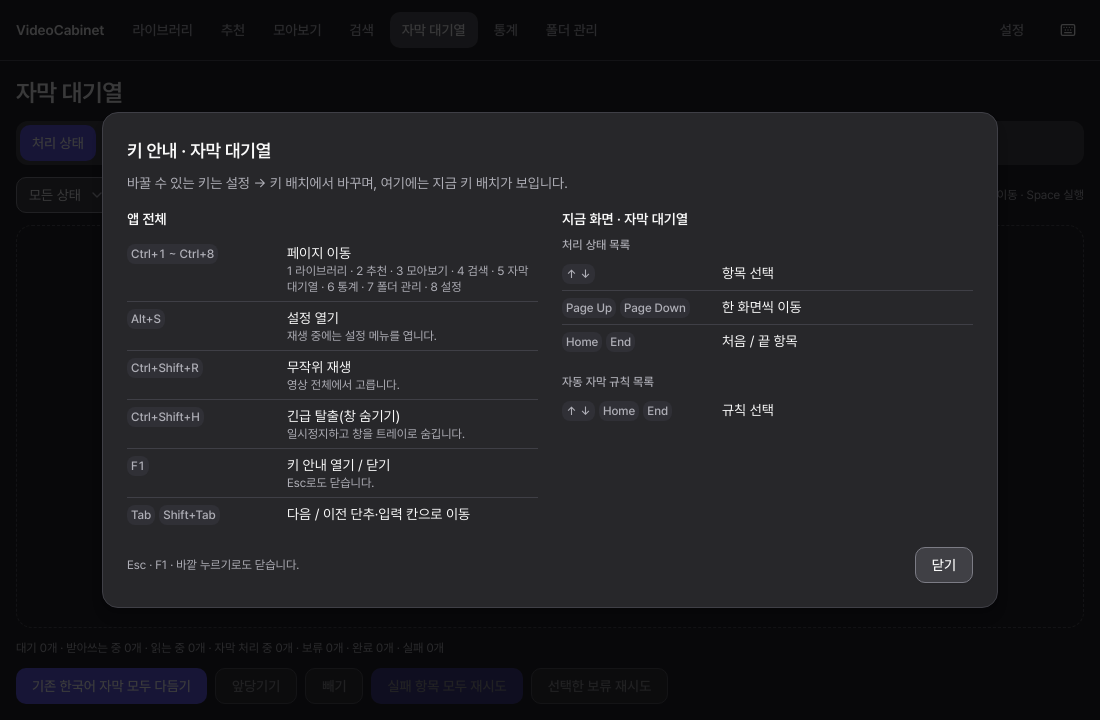 VideoCabinet 라이브러리 추천 모아보기 검색 자막 대기열 통계 폴더 관리 설정
자막 대기열
처리 상태
모든 상태
이동 · Space 실행
키 안내 · 자막 대기열
바꿀 수 있는 키는 설정 → 키 배치에서 바꾸며, 여기에는 지금 키 배치가 보입니다.
앱 전체
Ctrl+1 ~ Ctrl+8 페이지 이동
1 라이브러리 · 2 추천 · 3 모아보기 · 4 검색 · 5 자막
대기열 · 6 통계 · 7 폴더 관리 · 8 설정
Alt+S 설정 열기
재생 중에는 설정 메뉴를 엽니다.
Ctrl+Shift+R 무작위 재생
영상 전체에서 고릅니다.
Ctrl+Shift+H 긴급 탈출(창 숨기기)
일시정지하고 창을 트레이로 숨깁니다.
F1 키 안내 열기 / 닫기
Esc로도 닫습니다.
Tab Shift+Tab 다음 / 이전 단추·입력 칸으로 이동
지금 화면 · 자막 대기열
처리 상태 목록
↑ ↓ 항목 선택
Page Up Page Down 한 화면씩 이동
Home End 처음 / 끝 항목
자동 자막 규칙 목록
↑ ↓ Home End 규칙 선택
Esc · F1 · 바깥 누르기로도 닫습니다.
닫기
대기 0개 · 받아쓰는 중 0개 · 읽는 중 0개 · 자막 처리 중 0개 · 보류 0개 · 완료 0개 · 실패 0개
기존 한국어 자막 모두 다듬기 앞당기기 빼기 실패 항목 모두 재시도 선택한 보류 재시도